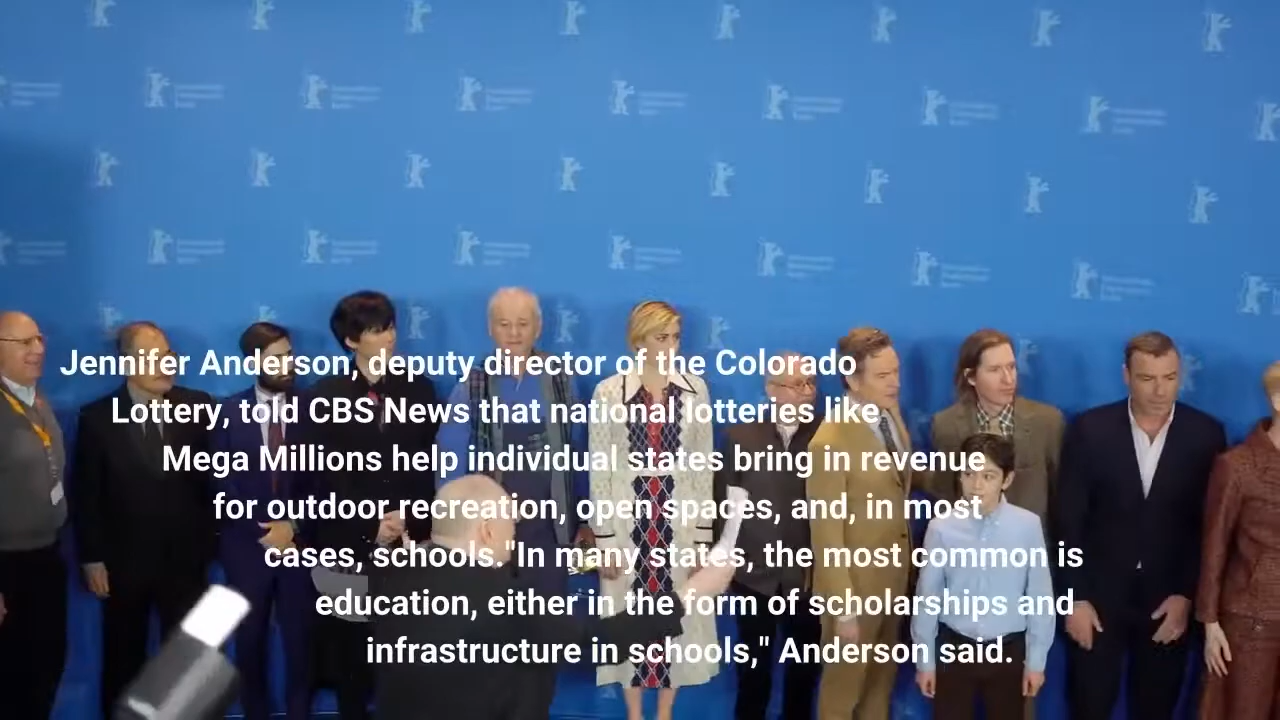 Jennifer Anderson, deputy director of the Colorado
Lottery, told CBS News that national lotteries like
Mega Millions help individual states bring in revenue
for outdoor recreation, open spaces, and, in most
cases, schools."In many states, the most common is
education, either in the form of scholarships and
infrastructure in schools," Anderson said.